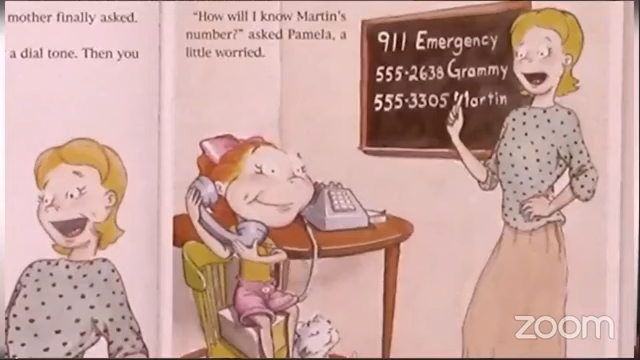 mother finally asked.
a dial tone. Then you
"How will I know Martin's
number?" asked Pamela, a
little worried.
911 Emergency
555-2638 Grammy
555-3305 Martin
zoom